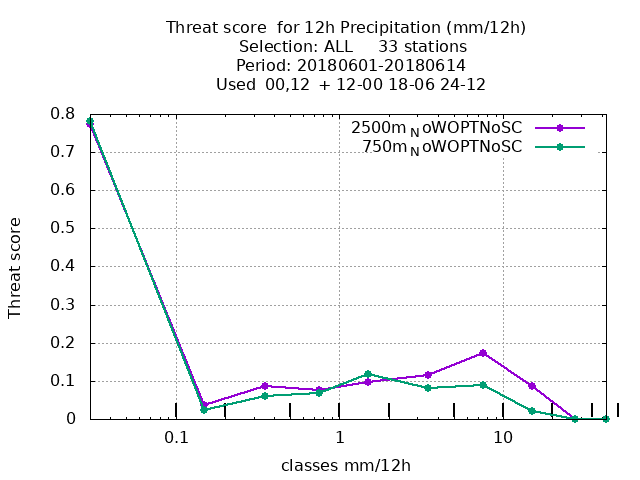 Threat score  for 12h Precipitation (mm/12h)
Selection: ALL     33 stations
Period: 20180601-20180614
Used  00,12  + 12-00 18-06 24-12
2500m NoWOPTNoSC
750m NoWOPTNoSC
0.8
0.7
0.6
0.5
0.4
0.3
0.2
0.1
0
Threat score
0.1 1 10
classes mm/12h